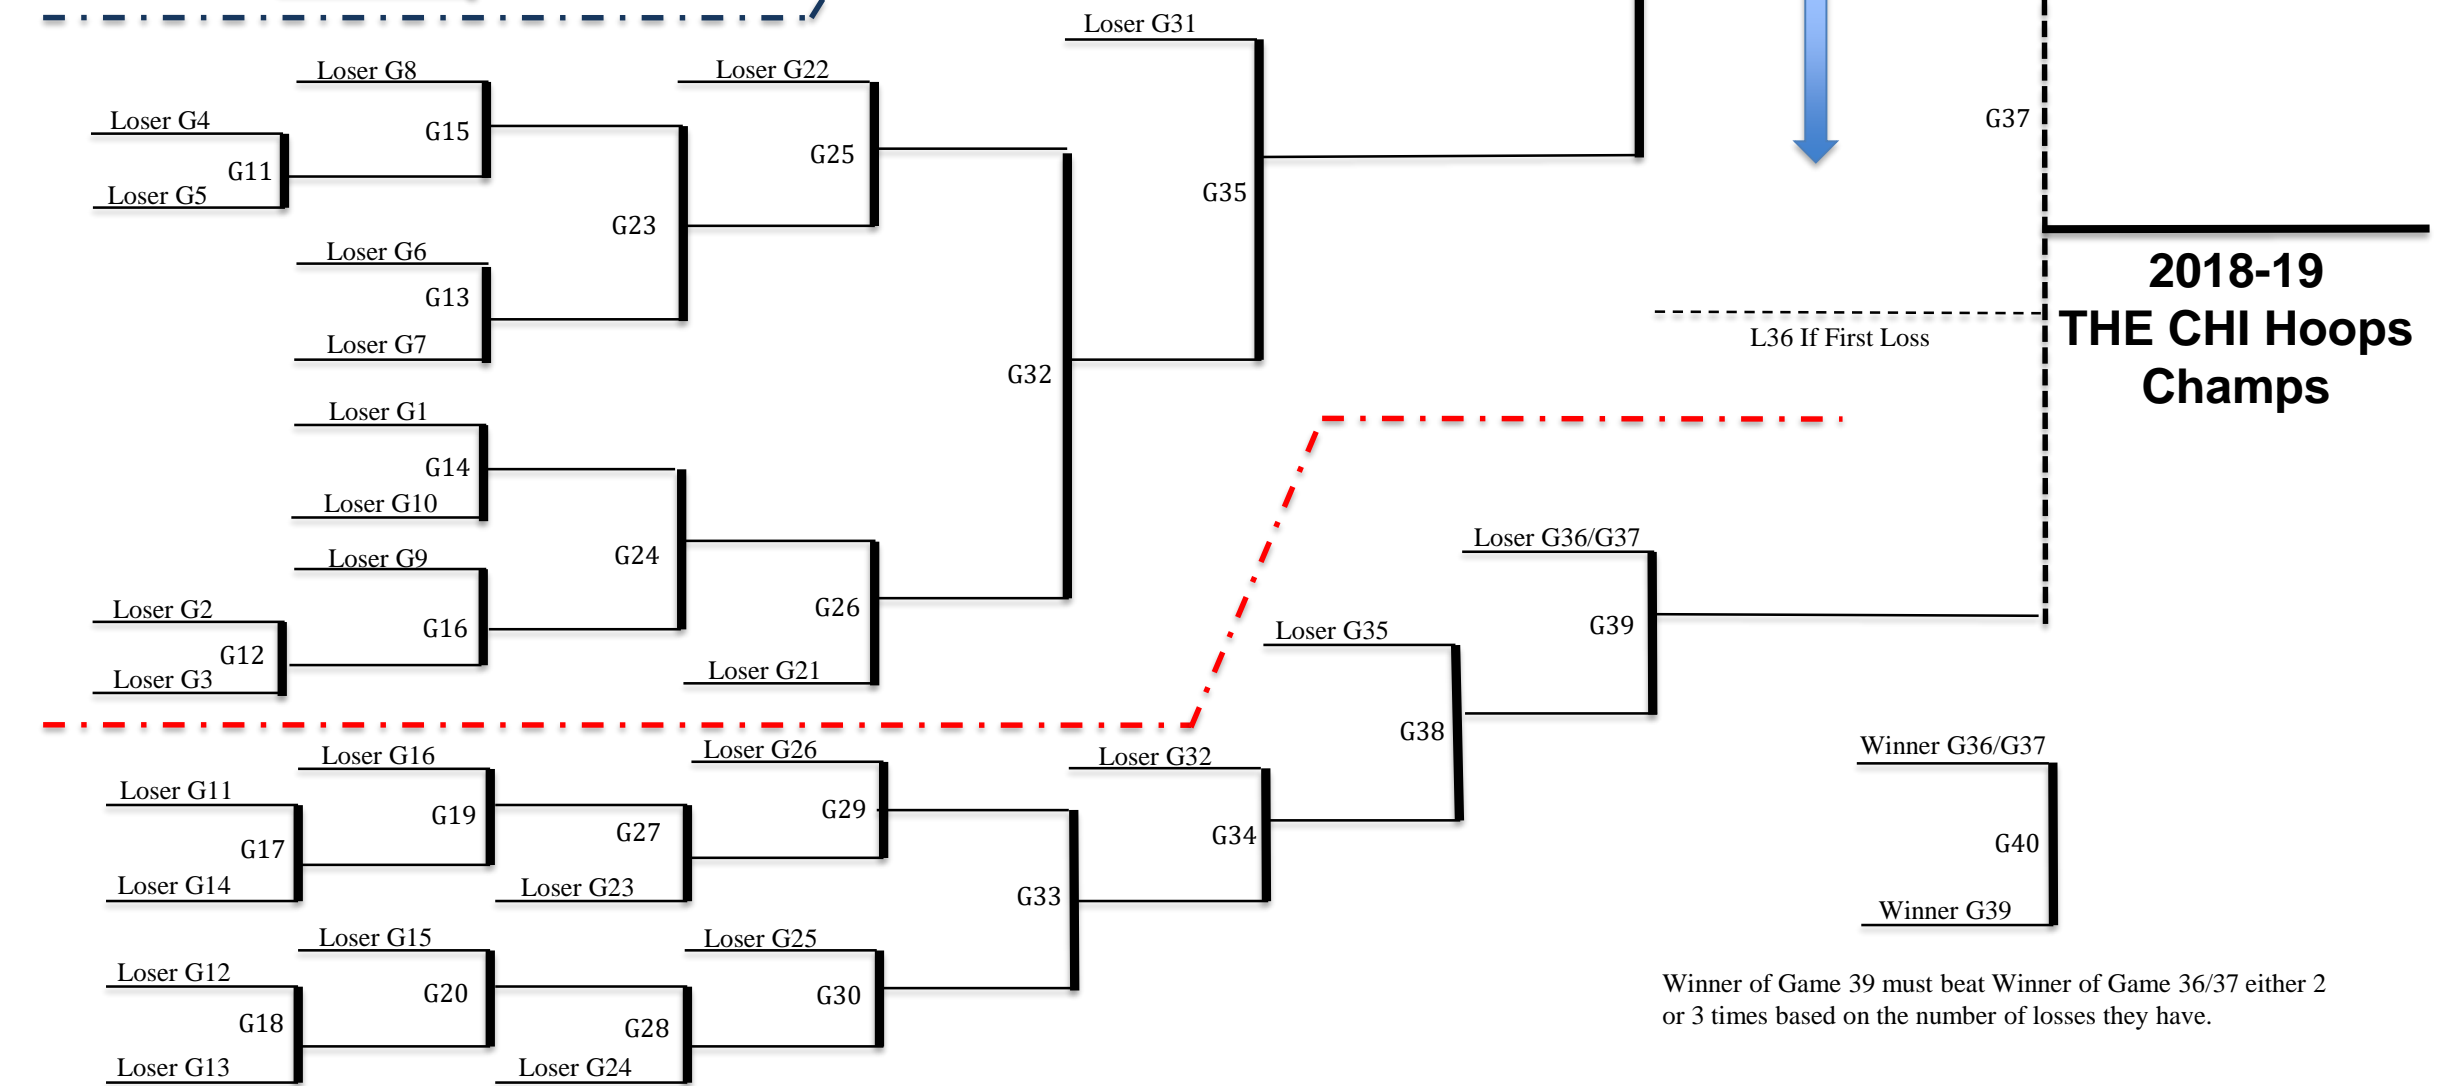 Loser G31
Loser G8
Loser G22
Loser G4
G15
G37
G25
G11
Loser G5
G35
G23
Loser G6
2018-19
G13
THE CHI Hoops
L36 If First Loss
Loser G7
G32
Champs
Loser G1
G14
Loser G10
Loser G36/G37
Loser G9
G24
Loser G2
G26
G16
Loser G35
G39
G12
Loser G3
Loser G21
G38
Loser G26
Loser G16
Loser G32
Winner G36/G37
Loser G11
G29
G19
G27
G34
G40
G17
Loser G14
Loser G23
G33
Winner G39
Loser G15
Loser G25
Loser G12
G20
G30
Winner of Game 39 must beat Winner of Game 36/37 either 2
or 3 times based on the number of losses they have.
G18
G28
Loser G13
Loser G24